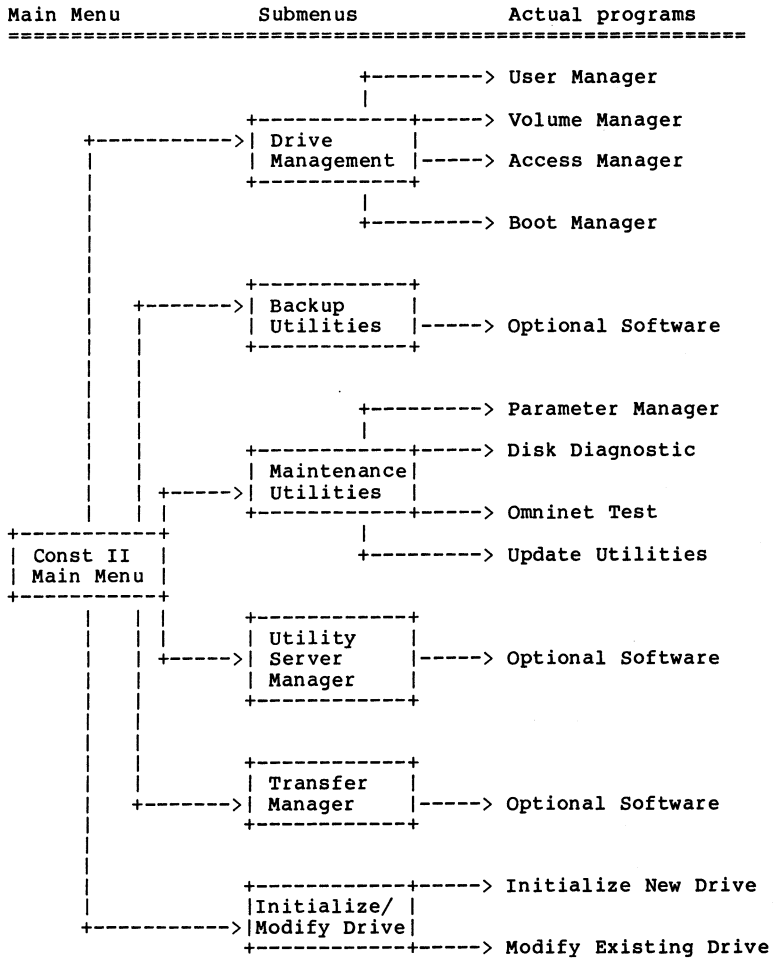 Main Menu Submenus Actual programs
User Manager
Volume Manager
Drive
Management
Access Manager
Boot Manager
Backup
Utilities
Optional Software
Parameter Manager
Disk Diagnostic
Maintenance
Utilities
Omninet Test
Update Utilities
Const II
Main Menu
Utility
Server
Manager
Optional Software
Transfer
Manager
Optional Software
Initialize New Drive
Initialize/
Modify Drive
Modify Existing Drive